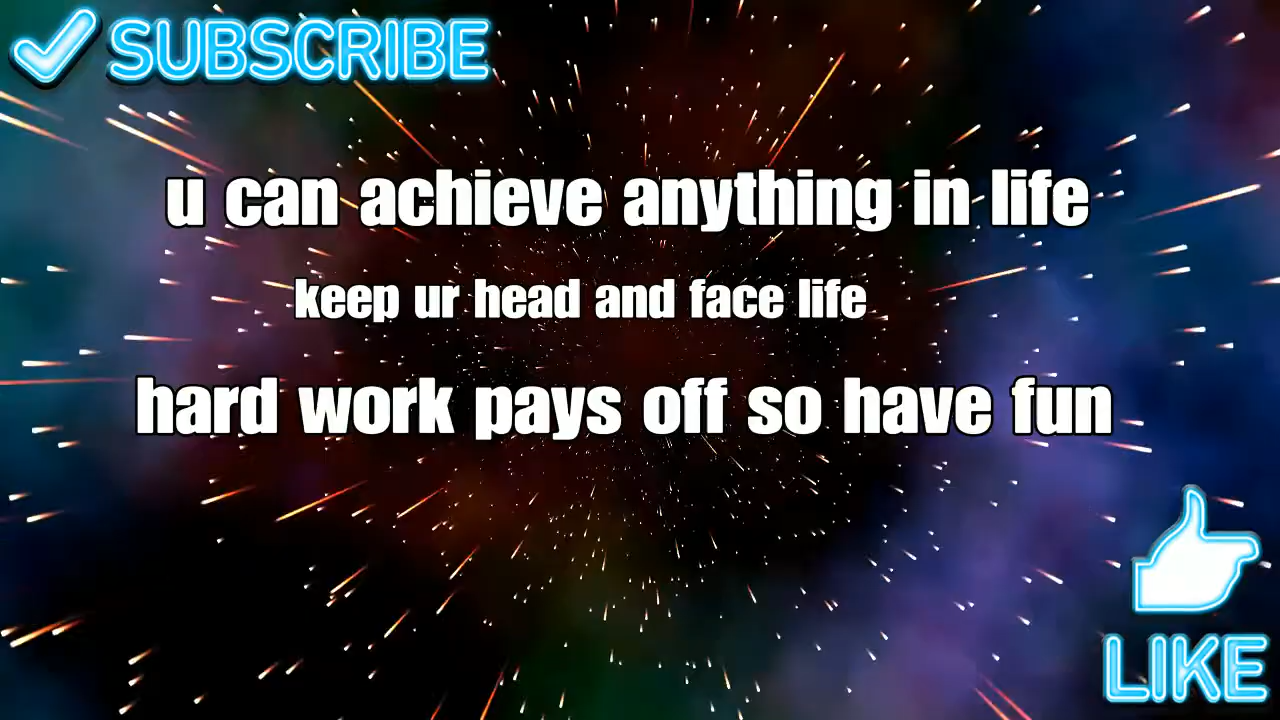 SUBSCRIBE
u can achieve anything in life
keep ur head and face life
hard work pays off so have fun
LIKE